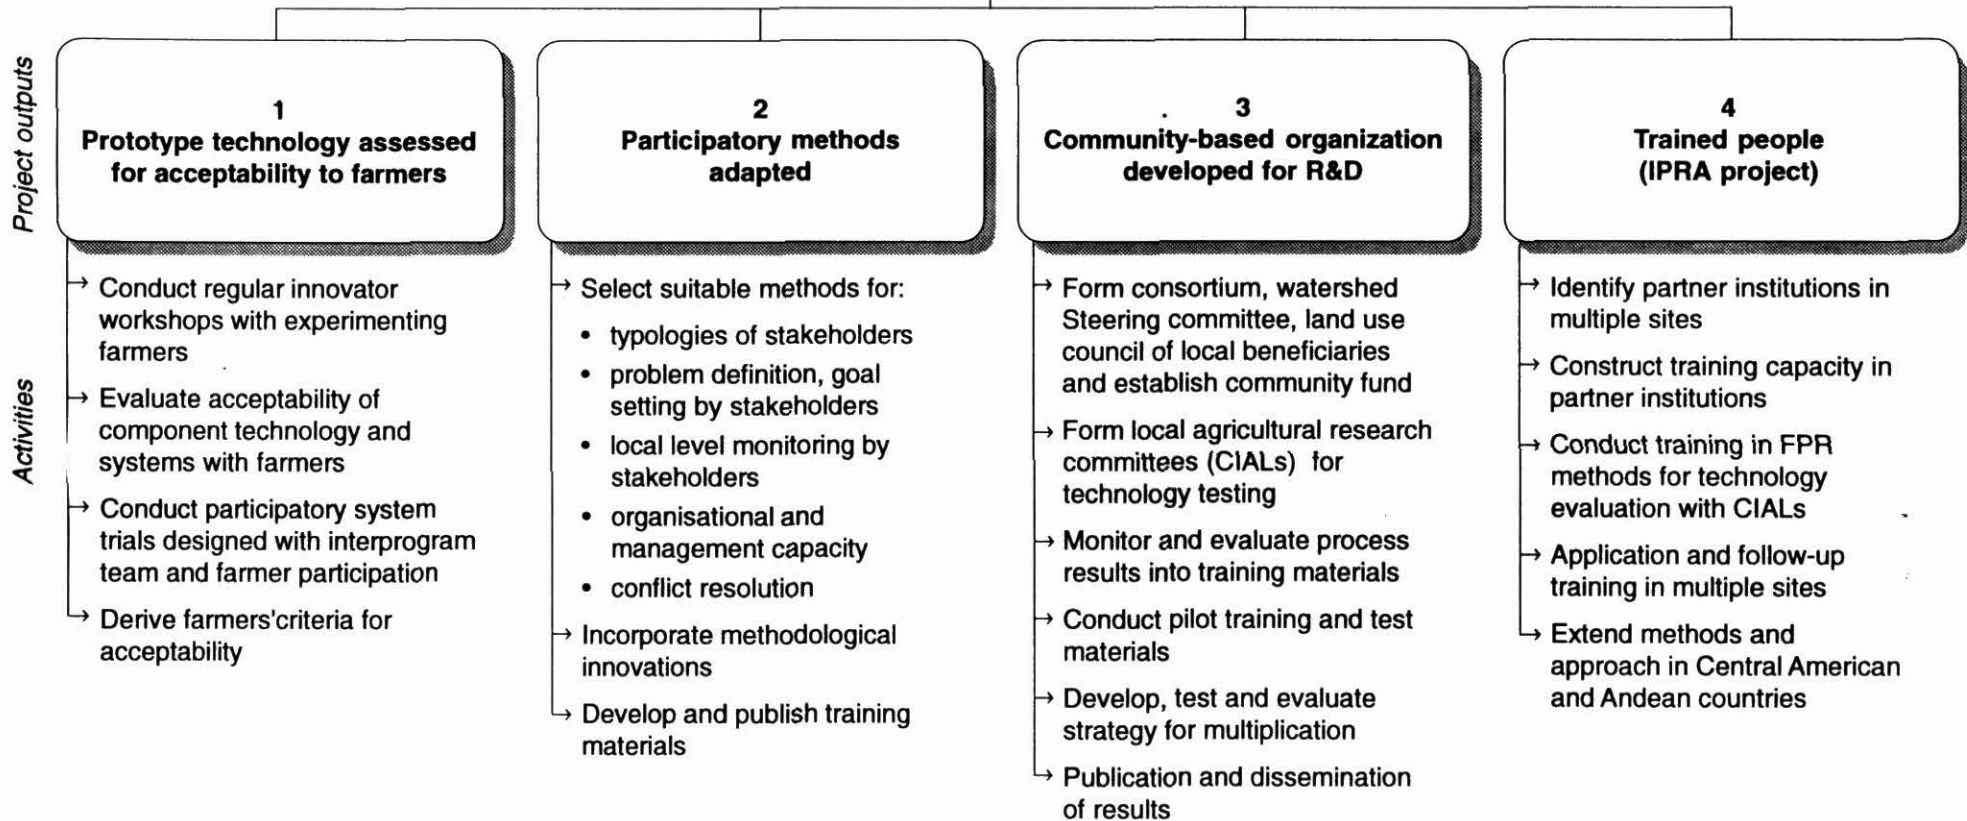 Project outputs
1
Prototype technology assessed
for acceptability to farmers
2
Participatory methods
adapted
3
Community-based organization
developed for R&D
4
Trained people
(IPRA project)
Activities
→ Conduct regular innovator
workshops with experimenting
farmers
→ Evaluate acceptability of
component technology and
systems with farmers
→ Conduct participatory system
trials designed with interprogram
team and farmer participation
→ Derive farmers'criteria for
acceptability
→ Select suitable methods for:
• typologies of stakeholders
• problem definition, goal
setting by stakeholders
• local level monitoring by
stakeholders
• organisational and
management capacity
• conflict resolution
→ Incorporate methodological
innovations
→ Develop and publish training
materials
→ Form consortium, watershed
Steering committee, land use
council of local beneficiaries
and establish community fund
→ Form local agricultural research
committees (CIALs) for
technology testing
→ Monitor and evaluate process
results into training materials
→ Conduct pilot training and test
materials
→ Develop, test and evaluate
strategy for multiplication
→ Publication and dissemination
of results
→ Identify partner institutions in
multiple sites
→ Construct training capacity in
partner institutions
→ Conduct training in FPR
methods for technology
evaluation with CIALs
→ Application and follow-up
training in multiple sites
→ Extend methods and
approach in Central American
and Andean countries